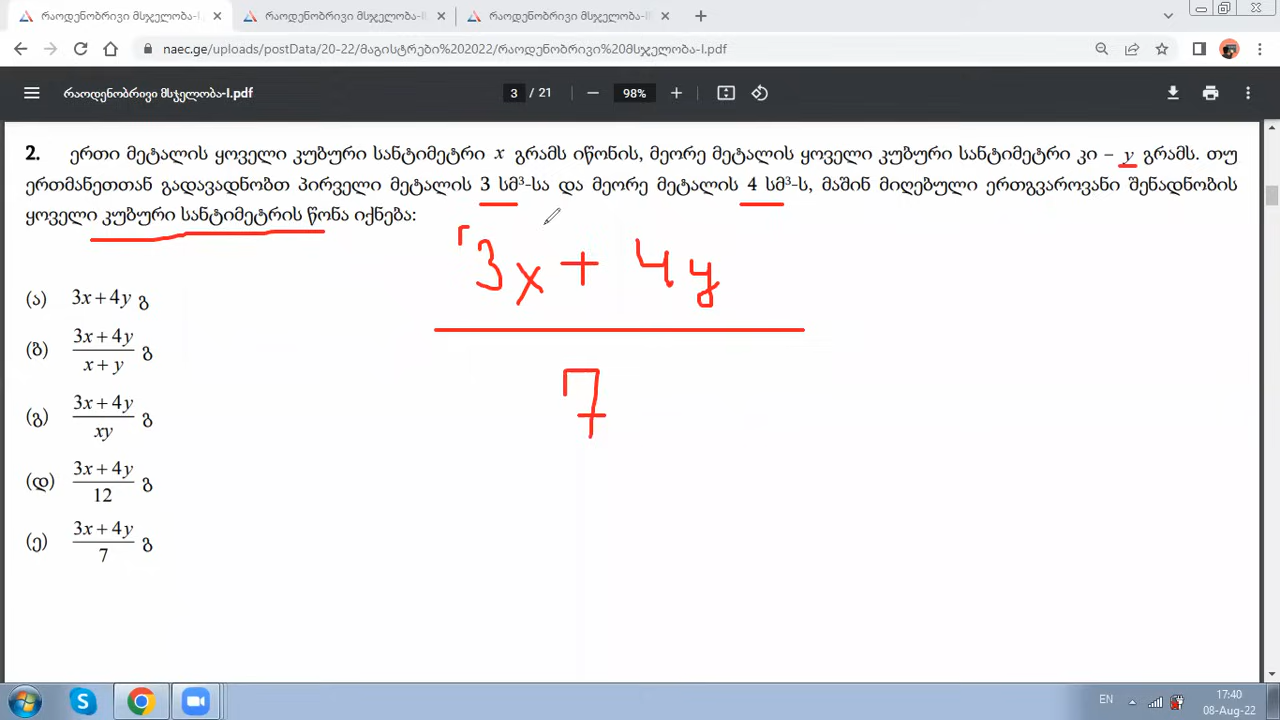 რაოდენობრივი მსჯელობა-I
რაოდენობრივი მსჯელობა-II
რაოდენობრივი მსჯელობა-I
naec.ge/uploads/postData/20-22/მაგისტრები%202022/რაოდენობრივი%20მსჯელობა-I.pdf
რაოდენობრივი მსჯელობა-I.pdf
3 / 21
98%
2. ერთი მეტალის ყოველი კუბური სანტიმეტრი x გრამს იწონის, მეორე მეტალის ყოველი კუბური სანტიმეტრი კი – y გრამს. თუ
ერთმანეთთან გადავადნობთ პირველი მეტალის 3 სმ³-სა და მეორე მეტალის 4 სმ³-ს, მაშინ მიღებული ერთგვაროვანი შენადნობის
ყოველი კუბური სანტიმეტრის წონა იქნება:
3x + 4y
7
(ა) 3x + 4y გ
(ბ) 3x + 4y / x + y გ
(გ) 3x + 4y / xy გ
(დ) 3x + 4y / 12 გ
(ე) 3x + 4y / 7 გ
EN
17:40
08-Aug-22